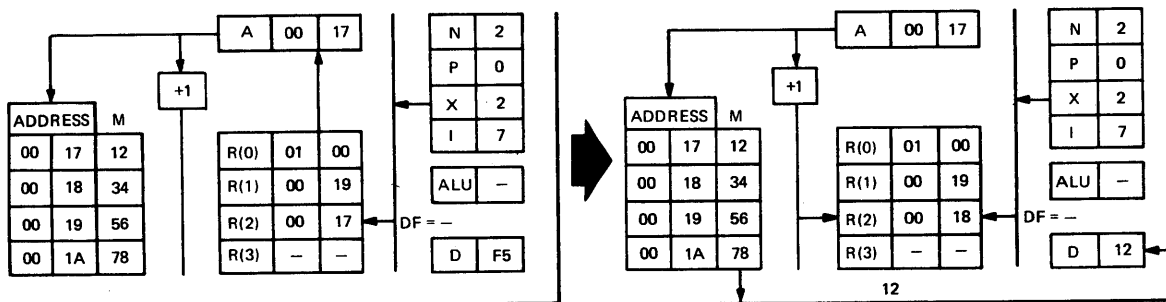 A 00 17
+1
ADDRESS M
00 17 12
00 18 34
00 19 56
00 1A 78
R(0) 01 00
R(1) 00 19
R(2) 00 17
R(3) – –
N 2
P 0
X 2
I 7
ALU –
DF = –
D F5
A 00 17
+1
ADDRESS M
00 17 12
00 18 34
00 19 56
00 1A 78
R(0) 01 00
R(1) 00 19
R(2) 00 18
R(3) – –
N 2
P 0
X 2
I 7
ALU –
DF = –
D 12
12